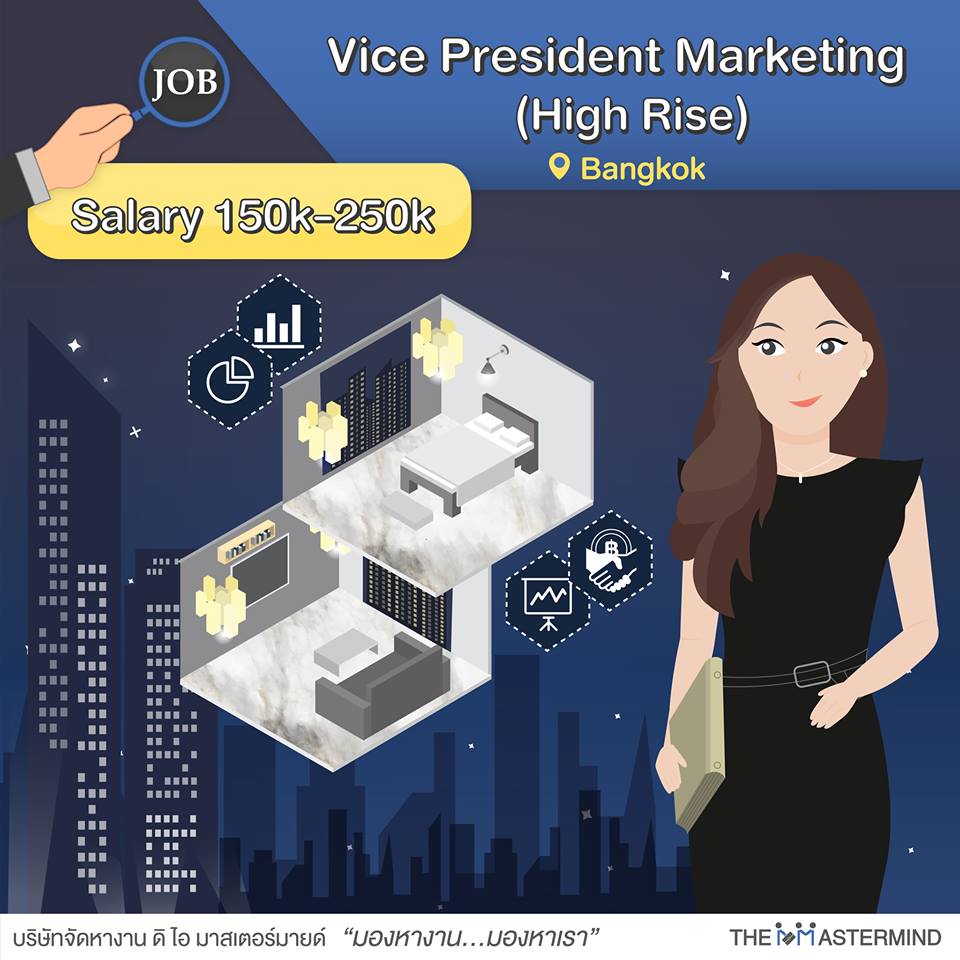 JOB
Vice President Marketing
(High Rise)
Bangkok
Salary 150k-250k
บริษัทจัดหางาน ดิ ไอ มาสเตอร์มายด์ “มองหางาน...มองหาเรา” THE iMASTERMIND